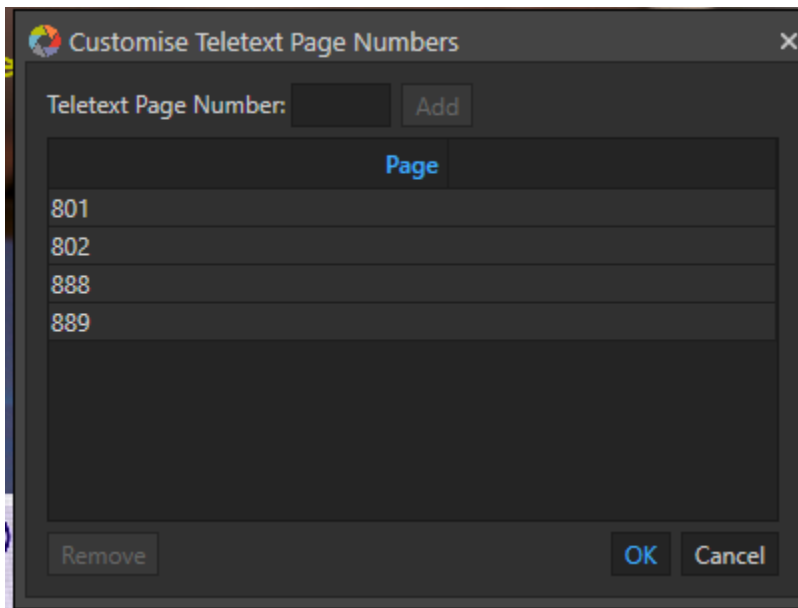 Customise Teletext Page Numbers
Teletext Page Number: Add
Page
801
802
888
889
Remove OK Cancel